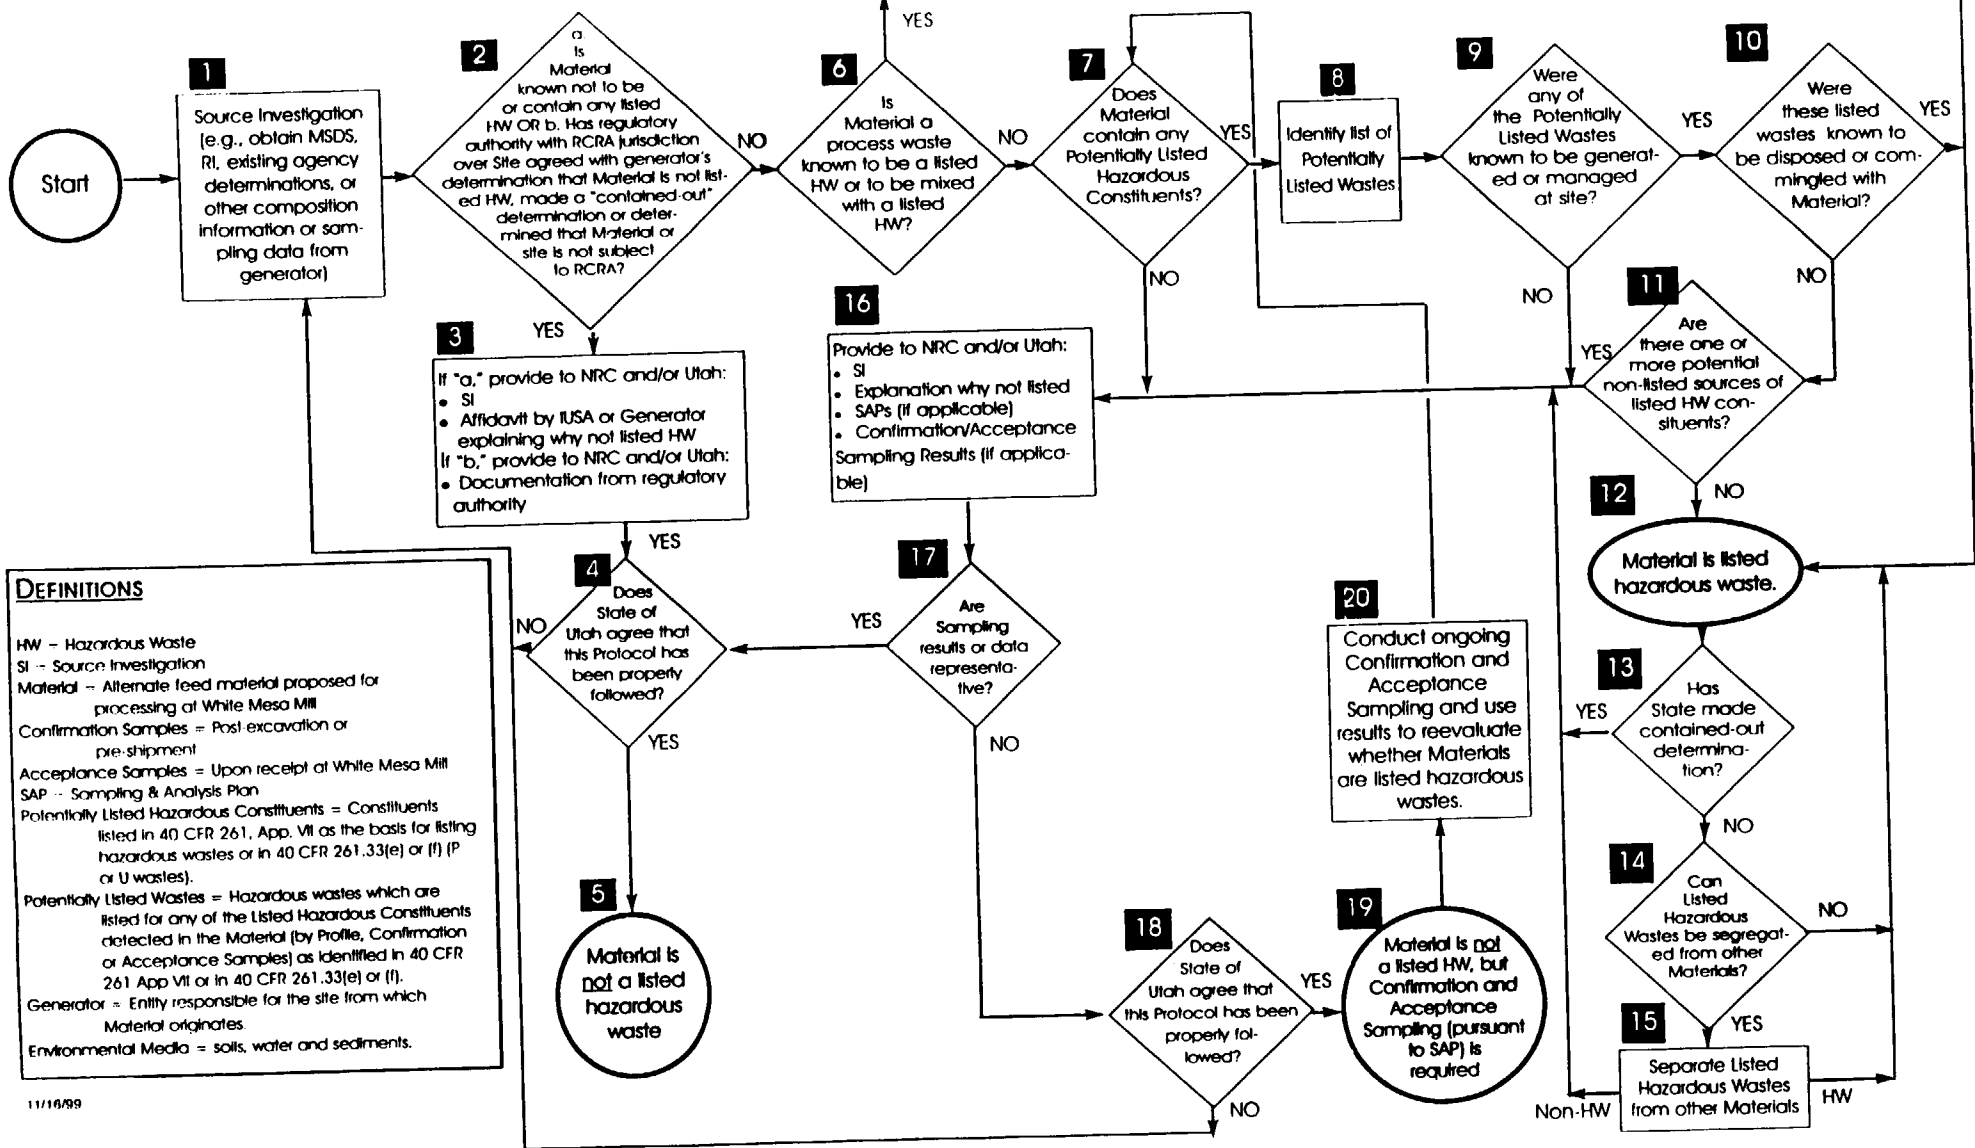 Start
1
Source Investigation
(e.g., obtain MSDS,
RI, existing agency
determinations, or
other composition
information or sam-
pling data from
generator)
2
a.
Is
Material
known not to be
or contain any listed
HW OR b. Has regulatory
authority with RCRA jurisdiction
over Site agreed with generator's
determination that Material is not list-
ed HW, made a "contained-out"
determination or deter-
mined that Material or
site is not subject
to RCRA?
NO
YES
3
If "a," provide to NRC and/or Utah:
• SI
• Affidavit by IUSA or Generator
explaining why not listed HW
If "b," provide to NRC and/or Utah:
• Documentation from regulatory
authority
YES
4
Does
State of
Utah agree that
this Protocol has
been properly
followed?
NO
YES
5
Material is
not a listed
hazardous
waste
6
YES
Is
Material a
process waste
known to be a listed
HW or to be mixed
with a listed
HW?
NO
7
Does
Material
contain any
Potentially Listed
Hazardous
Constituents?
YES
NO
8
Identify list of
Potentially
Listed Wastes
9
Were
any of
the Potentially
Listed Wastes
known to be generat-
ed or managed
at site?
YES
NO
10
Were
these listed
wastes known to
be disposed or com-
mingled with
Material?
YES
NO
11
Are
there one or
more potential
non-listed sources of
listed HW con-
stituents?
YES
NO
12
Material is listed
hazardous waste.
13
Has
State made
contained-out
determina-
tion?
YES
NO
14
Can
Listed
Hazardous
Wastes be segregat-
ed from other
Materials?
NO
YES
15
Separate Listed
Hazardous Wastes
from other Materials
Non-HW
HW
16
Provide to NRC and/or Utah:
• SI
• Explanation why not listed
• SAPs (if applicable)
• Confirmation/Acceptance
Sampling Results (if applica-
ble)
17
Are
Sampling
results or data
representa-
tive?
YES
NO
18
Does
State of
Utah agree that
this Protocol has been
properly fol-
lowed?
YES
NO
19
Material is not
a listed HW, but
Confirmation and
Acceptance
Sampling (pursuant
to SAP) is
required
20
Conduct ongoing
Confirmation and
Acceptance
Sampling and use
results to reevaluate
whether Materials
are listed hazardous
wastes.
DEFINITIONS
HW - Hazardous Waste
SI - Source Investigation
Material - Alternate feed material proposed for
processing at White Mesa Mill
Confirmation Samples = Post-excavation or
pre-shipment
Acceptance Samples = Upon receipt at White Mesa Mill
SAP - Sampling & Analysis Plan
Potentially Listed Hazardous Constituents = Constituents
listed in 40 CFR 261, App. VII as the basis for listing
hazardous wastes or in 40 CFR 261.33(e) or (f) (P
or U wastes).
Potentially Listed Wastes = Hazardous wastes which are
listed for any of the Listed Hazardous Constituents
detected in the Material (by Profile, Confirmation
or Acceptance Samples) as identified in 40 CFR
261 App VII or in 40 CFR 261.33(e) or (f).
Generator = Entity responsible for the site from which
Material originates.
Environmental Media = soils, water and sediments.
11/16/99